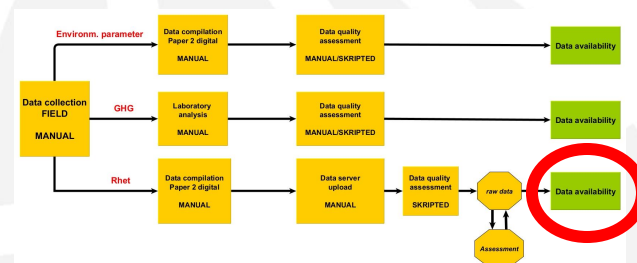 Environm. parameter
Data compilation
Paper 2 digital
MANUAL
Data quality
assessment
MANUAL/SKRIPTED
Data availability
Data collection
FIELD
MANUAL
GHG
Laboratory
analysis
MANUAL
Data quality
assessment
MANUAL/SKRIPTED
Data availability
Rhet
Data compilation
Paper 2 digital
MANUAL
Data server
upload
MANUAL
Data quality
assessment
SKRIPTED
raw data
Data availability
Assessment